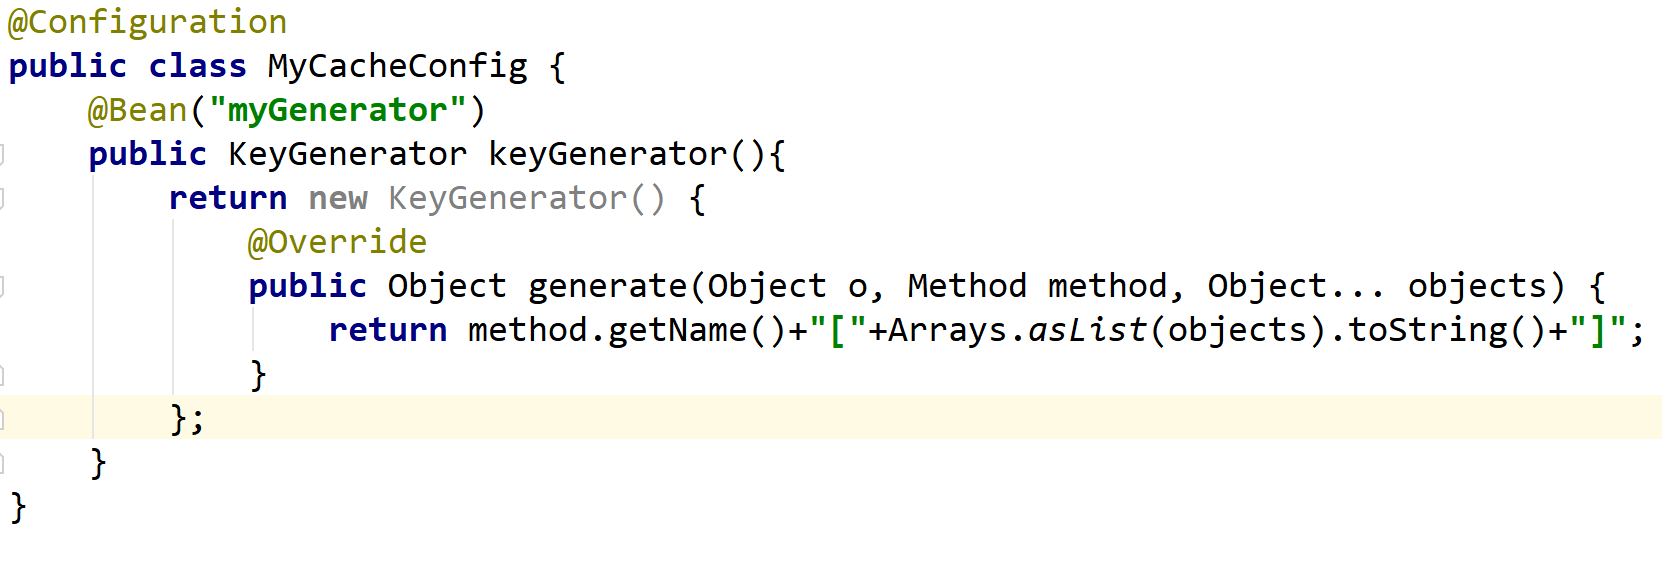 @Configuration
public class MyCacheConfig {
    @Bean("myGenerator")
    public KeyGenerator keyGenerator(){
        return new KeyGenerator() {
            @Override
            public Object generate(Object o, Method method, Object... objects) {
                return method.getName()+"["+Arrays.asList(objects).toString()+"]";
            }
        };
    }
}